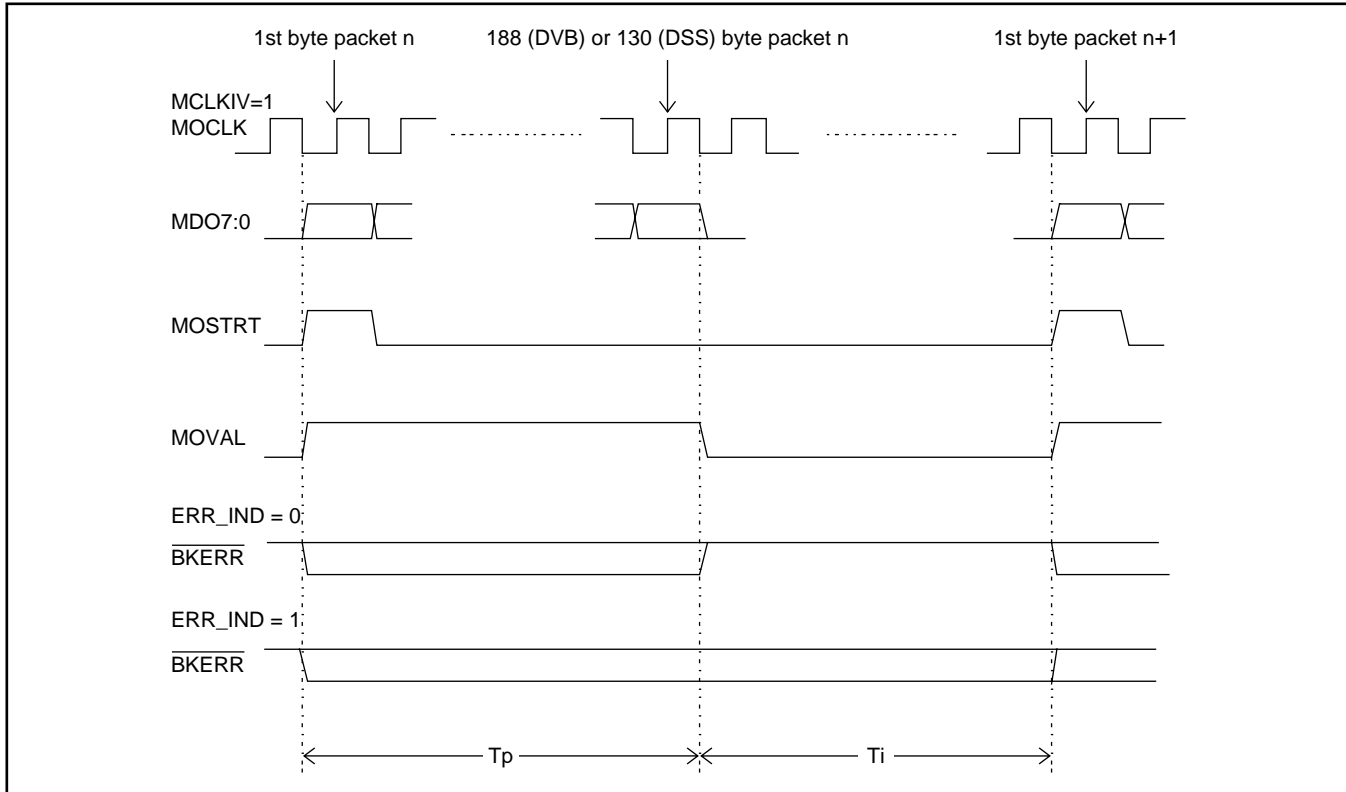 1st byte packet n
188 (DVB) or 130 (DSS) byte packet n
1st byte packet n+1
MCLKIV=1
MOCLK
MDO7:0
MOSTRT
MOVAL
ERR_IND = 0
BKERR
ERR_IND = 1
BKERR
Tp
Ti